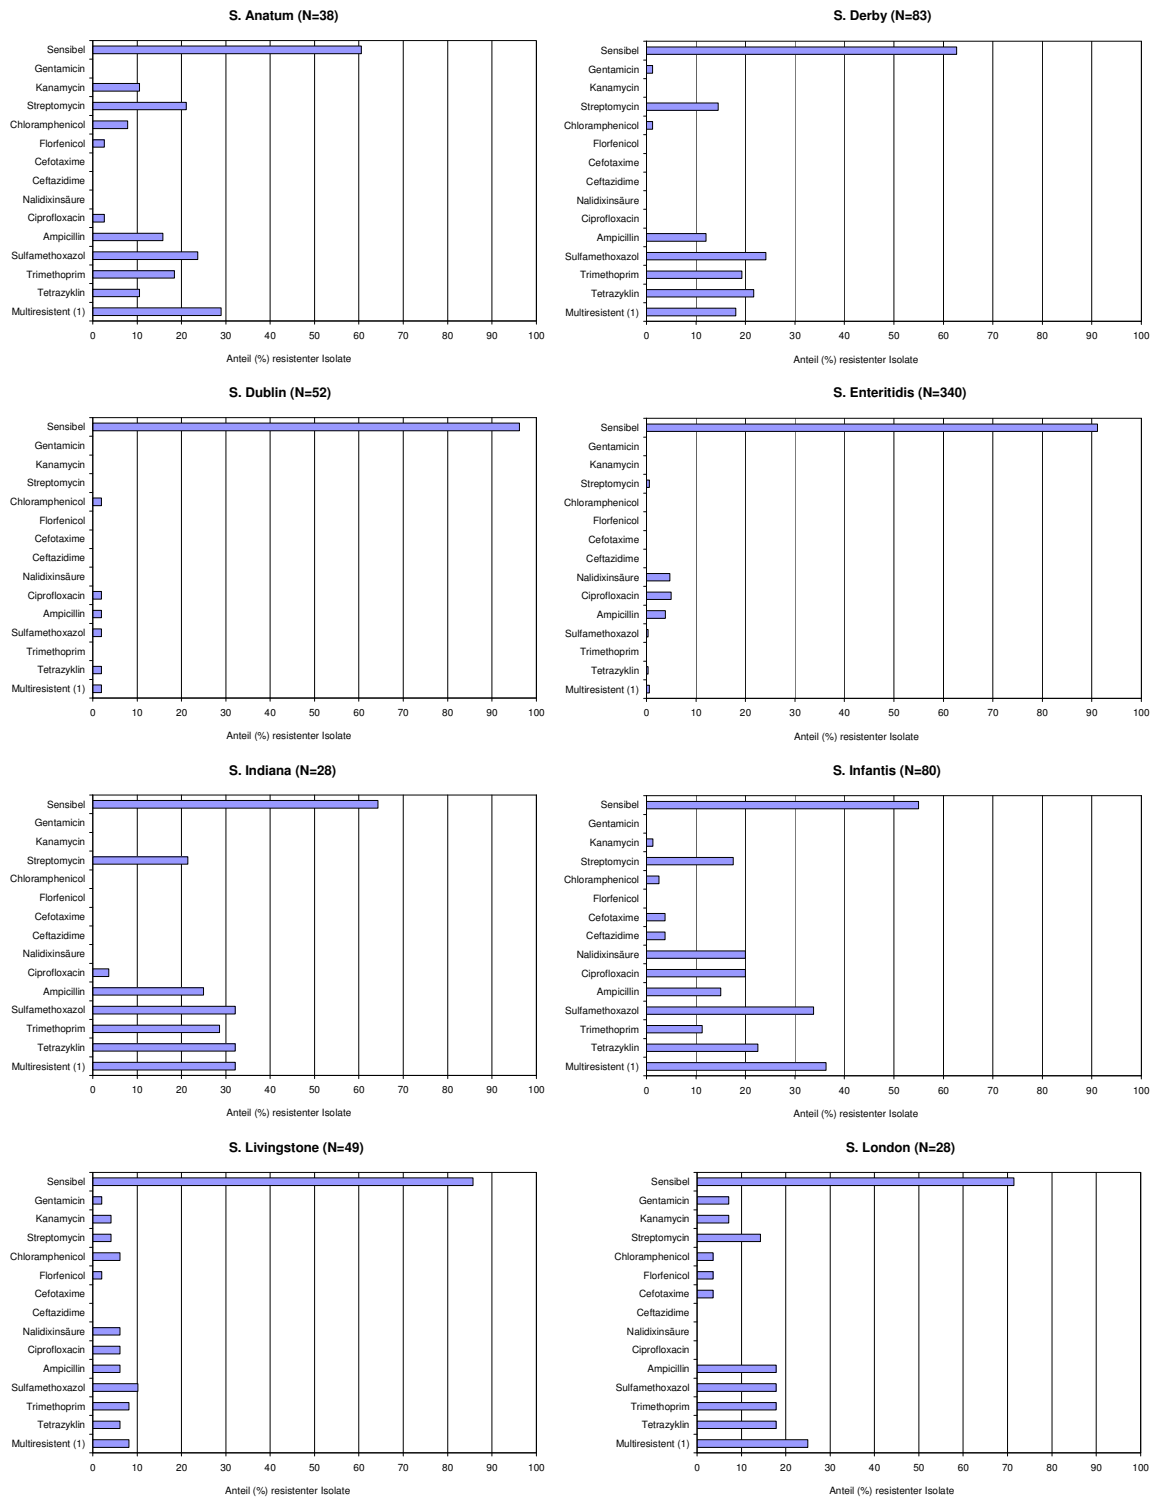 S. Anatum (N=38)
Sensibel
Gentamicin
Kanamycin
Streptomycin
Chloramphenicol
Florfenicol
Cefotaxime
Ceftazidime
Nalidixinsäure
Ciprofloxacin
Ampicillin
Sulfamethoxazol
Trimethoprim
Tetrazyklin
Multiresistent (1)
0 10 20 30 40 50 60 70 80 90 100
Anteil (%) resistenter Isolate
S. Derby (N=83)
Sensibel
Gentamicin
Kanamycin
Streptomycin
Chloramphenicol
Florfenicol
Cefotaxime
Ceftazidime
Nalidixinsäure
Ciprofloxacin
Ampicillin
Sulfamethoxazol
Trimethoprim
Tetrazyklin
Multiresistent (1)
0 10 20 30 40 50 60 70 80 90 100
Anteil (%) resistenter Isolate
S. Dublin (N=52)
Sensibel
Gentamicin
Kanamycin
Streptomycin
Chloramphenicol
Florfenicol
Cefotaxime
Ceftazidime
Nalidixinsäure
Ciprofloxacin
Ampicillin
Sulfamethoxazol
Trimethoprim
Tetrazyklin
Multiresistent (1)
0 10 20 30 40 50 60 70 80 90 100
Anteil (%) resistenter Isolate
S. Enteritidis (N=340)
Sensibel
Gentamicin
Kanamycin
Streptomycin
Chloramphenicol
Florfenicol
Cefotaxime
Ceftazidime
Nalidixinsäure
Ciprofloxacin
Ampicillin
Sulfamethoxazol
Trimethoprim
Tetrazyklin
Multiresistent (1)
0 10 20 30 40 50 60 70 80 90 100
Anteil (%) resistenter Isolate
S. Indiana (N=28)
Sensibel
Gentamicin
Kanamycin
Streptomycin
Chloramphenicol
Florfenicol
Cefotaxime
Ceftazidime
Nalidixinsäure
Ciprofloxacin
Ampicillin
Sulfamethoxazol
Trimethoprim
Tetrazyklin
Multiresistent (1)
0 10 20 30 40 50 60 70 80 90 100
Anteil (%) resistenter Isolate
S. Infantis (N=80)
Sensibel
Gentamicin
Kanamycin
Streptomycin
Chloramphenicol
Florfenicol
Cefotaxime
Ceftazidime
Nalidixinsäure
Ciprofloxacin
Ampicillin
Sulfamethoxazol
Trimethoprim
Tetrazyklin
Multiresistent (1)
0 10 20 30 40 50 60 70 80 90 100
Anteil (%) resistenter Isolate
S. Livingstone (N=49)
Sensibel
Gentamicin
Kanamycin
Streptomycin
Chloramphenicol
Florfenicol
Cefotaxime
Ceftazidime
Nalidixinsäure
Ciprofloxacin
Ampicillin
Sulfamethoxazol
Trimethoprim
Tetrazyklin
Multiresistent (1)
0 10 20 30 40 50 60 70 80 90 100
Anteil (%) resistenter Isolate
S. London (N=28)
Sensibel
Gentamicin
Kanamycin
Streptomycin
Chloramphenicol
Florfenicol
Cefotaxime
Ceftazidime
Nalidixinsäure
Ciprofloxacin
Ampicillin
Sulfamethoxazol
Trimethoprim
Tetrazyklin
Multiresistent (1)
0 10 20 30 40 50 60 70 80 90 100
Anteil (%) resistenter Isolate